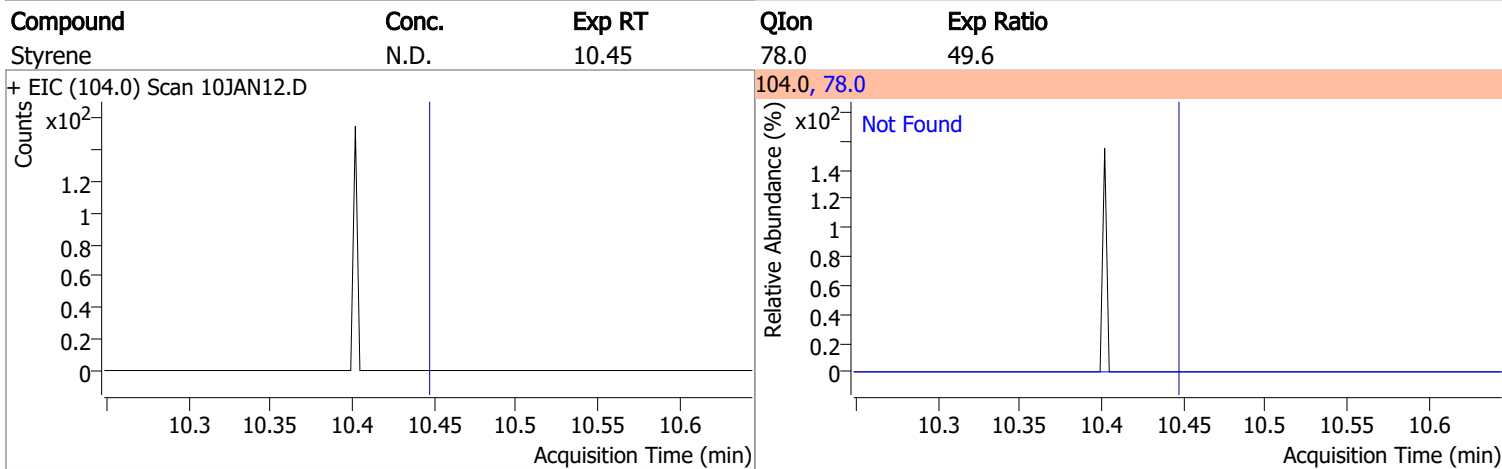 Compound Conc. Exp RT QIon Exp Ratio
Styrene N.D. 10.45 78.0 49.6
+ EIC (104.0) Scan 10JAN12.D
Counts
x10²
1.2
1
0.8
0.6
0.4
0.2
0
10.3 10.35 10.4 10.45 10.5 10.55 10.6
Acquisition Time (min)
104.0, 78.0
Relative Abundance (%)
x10²
Not Found
1.4
1.2
1
0.8
0.6
0.4
0.2
0
10.3 10.35 10.4 10.45 10.5 10.55 10.6
Acquisition Time (min)